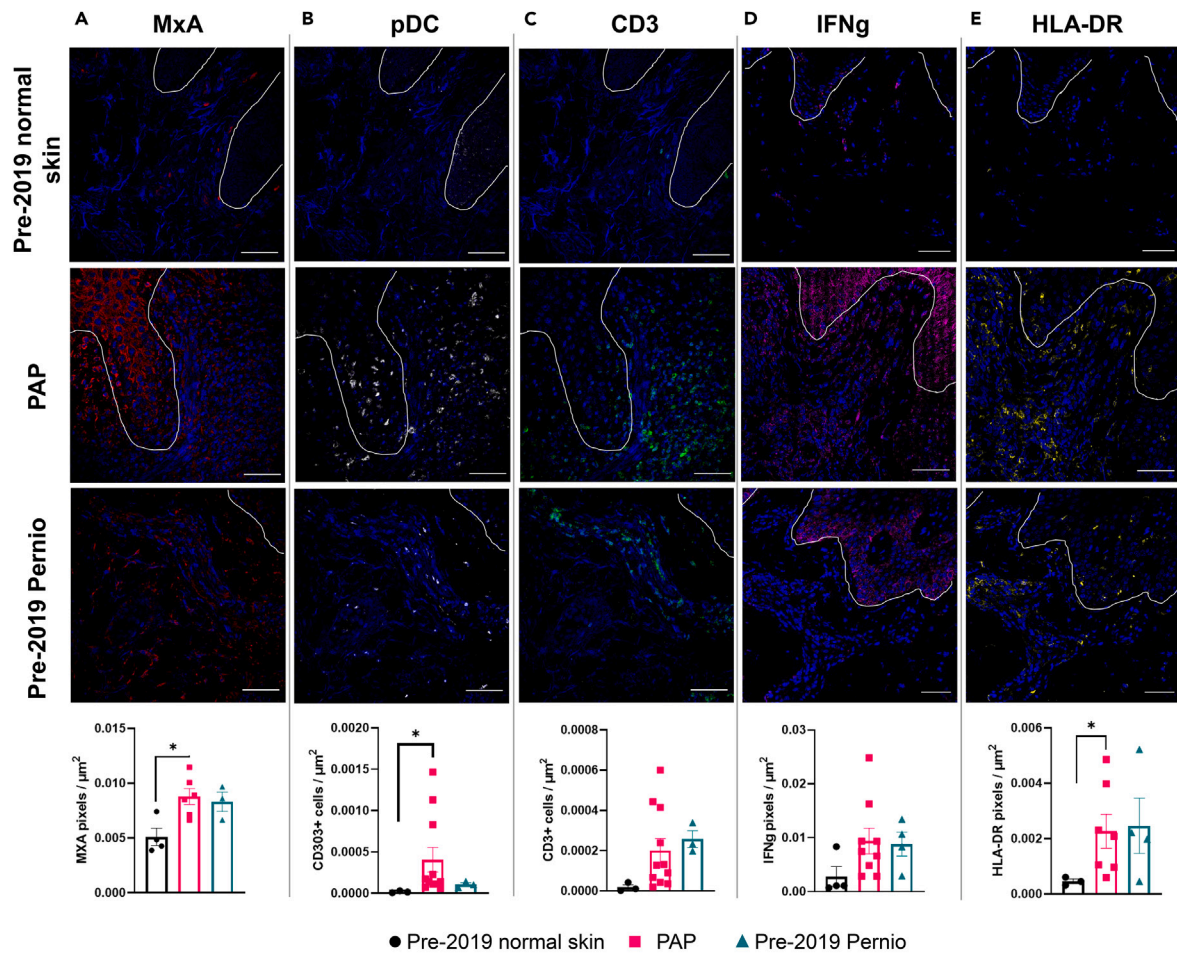 A MxA
B pDC
C CD3
D IFNg
E HLA-DR
Pre-2019 normal
skin
PAP
Pre-2019 Pernio
MXA pixels / µm²
0.015
0.010
0.005
0.000
*
CD303+ cells / µm²
0.0020
0.0015
0.0010
0.0005
0.0000
*
CD3+ cells / µm²
0.0008
0.0006
0.0004
0.0002
0.0000
IFNg pixels / µm²
0.03
0.02
0.01
0.00
HLA-DR pixels / µm²
0.006
0.004
0.002
0.000
*
Pre-2019 normal skin PAP Pre-2019 Pernio